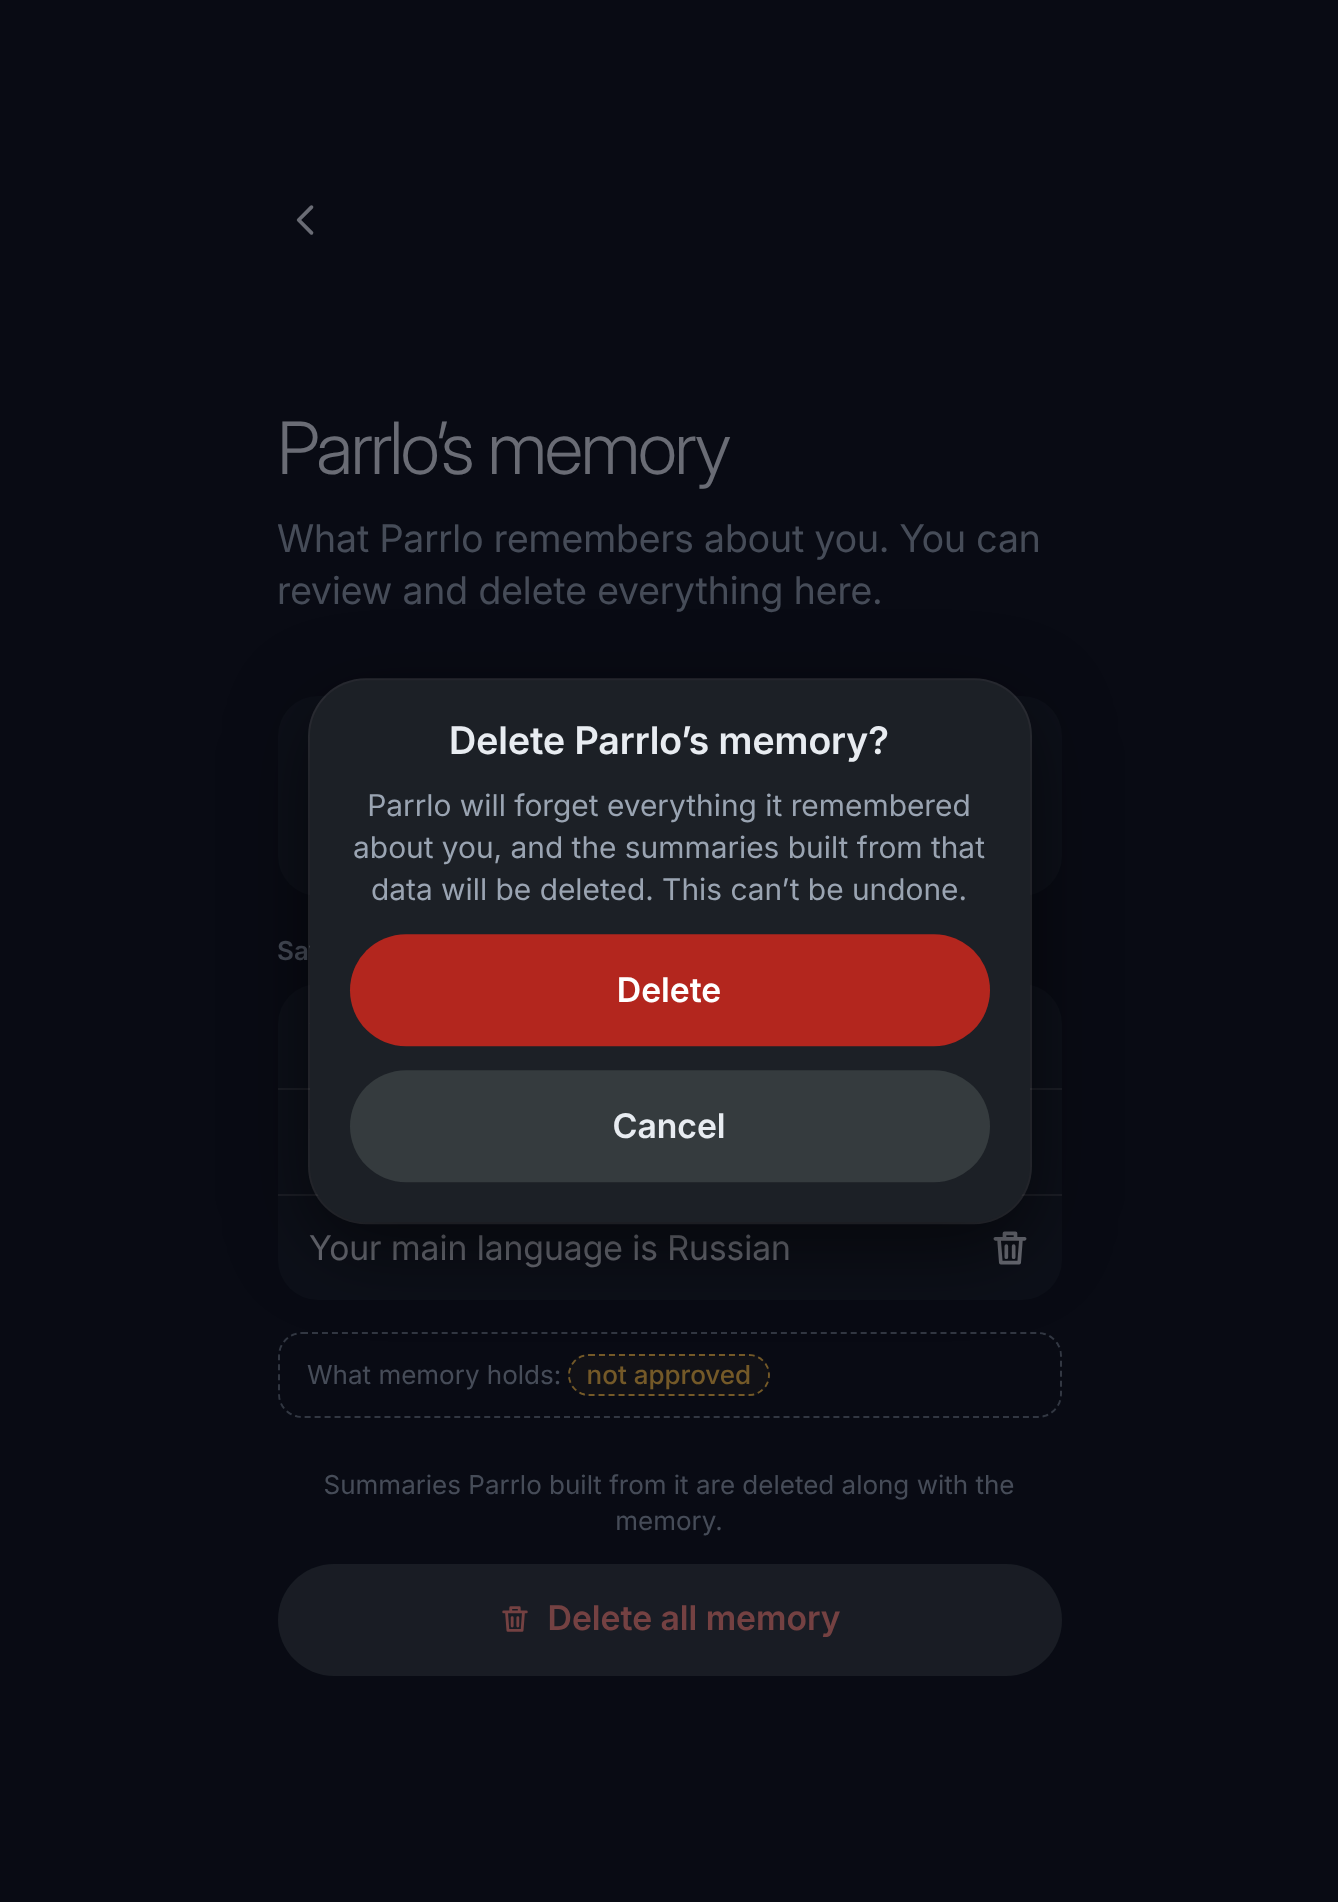 Parrlo’s memory
What Parrlo remembers about you. You can
review and delete everything here.
Delete Parrlo’s memory?
Parrlo will forget everything it remembered
about you, and the summaries built from that
data will be deleted. This can’t be undone.
Delete
Cancel
Your main language is Russian
What memory holds: not approved
Summaries Parrlo built from it are deleted along with the
memory.
Delete all memory